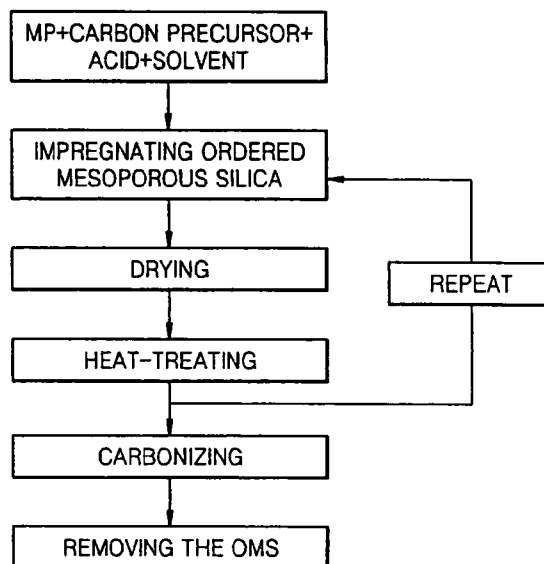 MP+CARBON PRECURSOR+
ACID+SOLVENT
IMPREGNATING ORDERED
MESOPOROUS SILICA
DRYING
REPEAT
HEAT-TREATING
CARBONIZING
REMOVING THE OMS